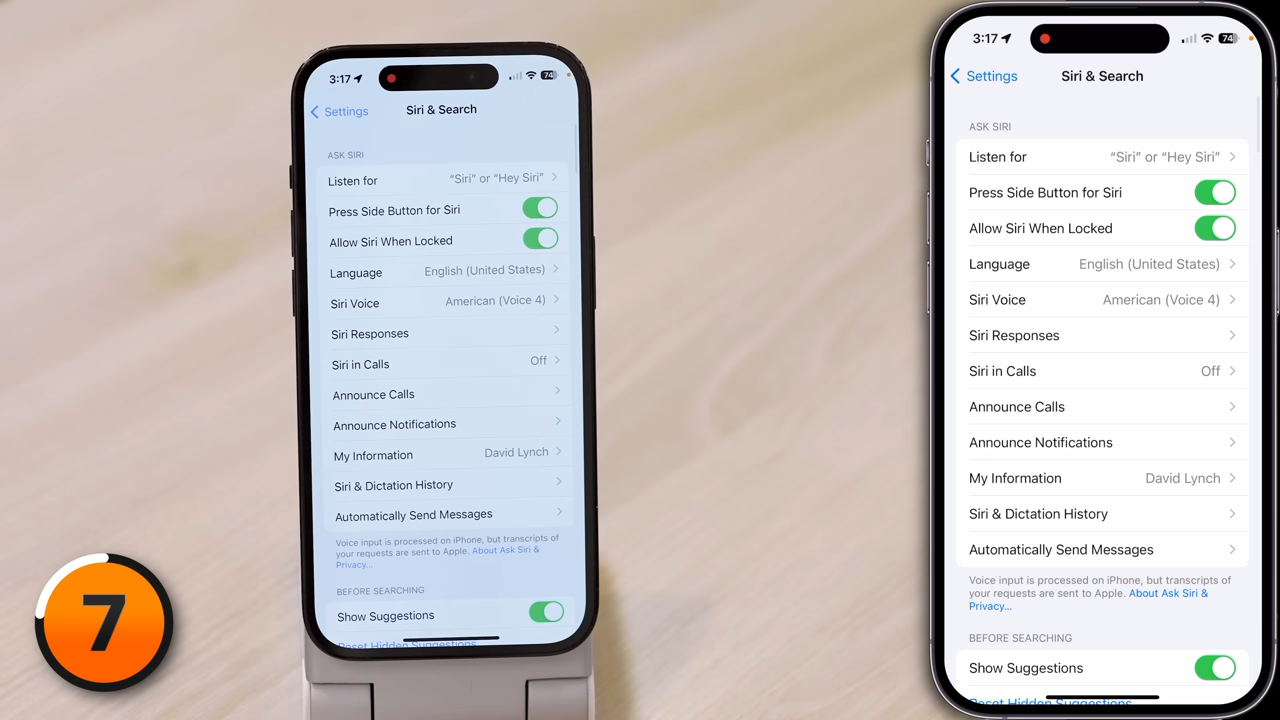 3:17
74
Settings
Siri & Search
ASK SIRI
Listen for “Siri” or “Hey Siri”
Press Side Button for Siri
Allow Siri When Locked
Language English (United States)
Siri Voice American (Voice 4)
Siri Responses
Siri in Calls Off
Announce Calls
Announce Notifications
My Information David Lynch
Siri & Dictation History
Automatically Send Messages
Voice input is processed on iPhone, but transcripts of
your requests are sent to Apple. About Ask Siri &
Privacy...
BEFORE SEARCHING
Show Suggestions
Reset Hidden Suggestions
7
3:17
74
Settings
Siri & Search
ASK SIRI
Listen for “Siri” or “Hey Siri”
Press Side Button for Siri
Allow Siri When Locked
Language English (United States)
Siri Voice American (Voice 4)
Siri Responses
Siri in Calls Off
Announce Calls
Announce Notifications
My Information David Lynch
Siri & Dictation History
Automatically Send Messages
Voice input is processed on iPhone, but transcripts of
your requests are sent to Apple. About Ask Siri &
Privacy...
BEFORE SEARCHING
Show Suggestions
Reset Hidden Suggestions